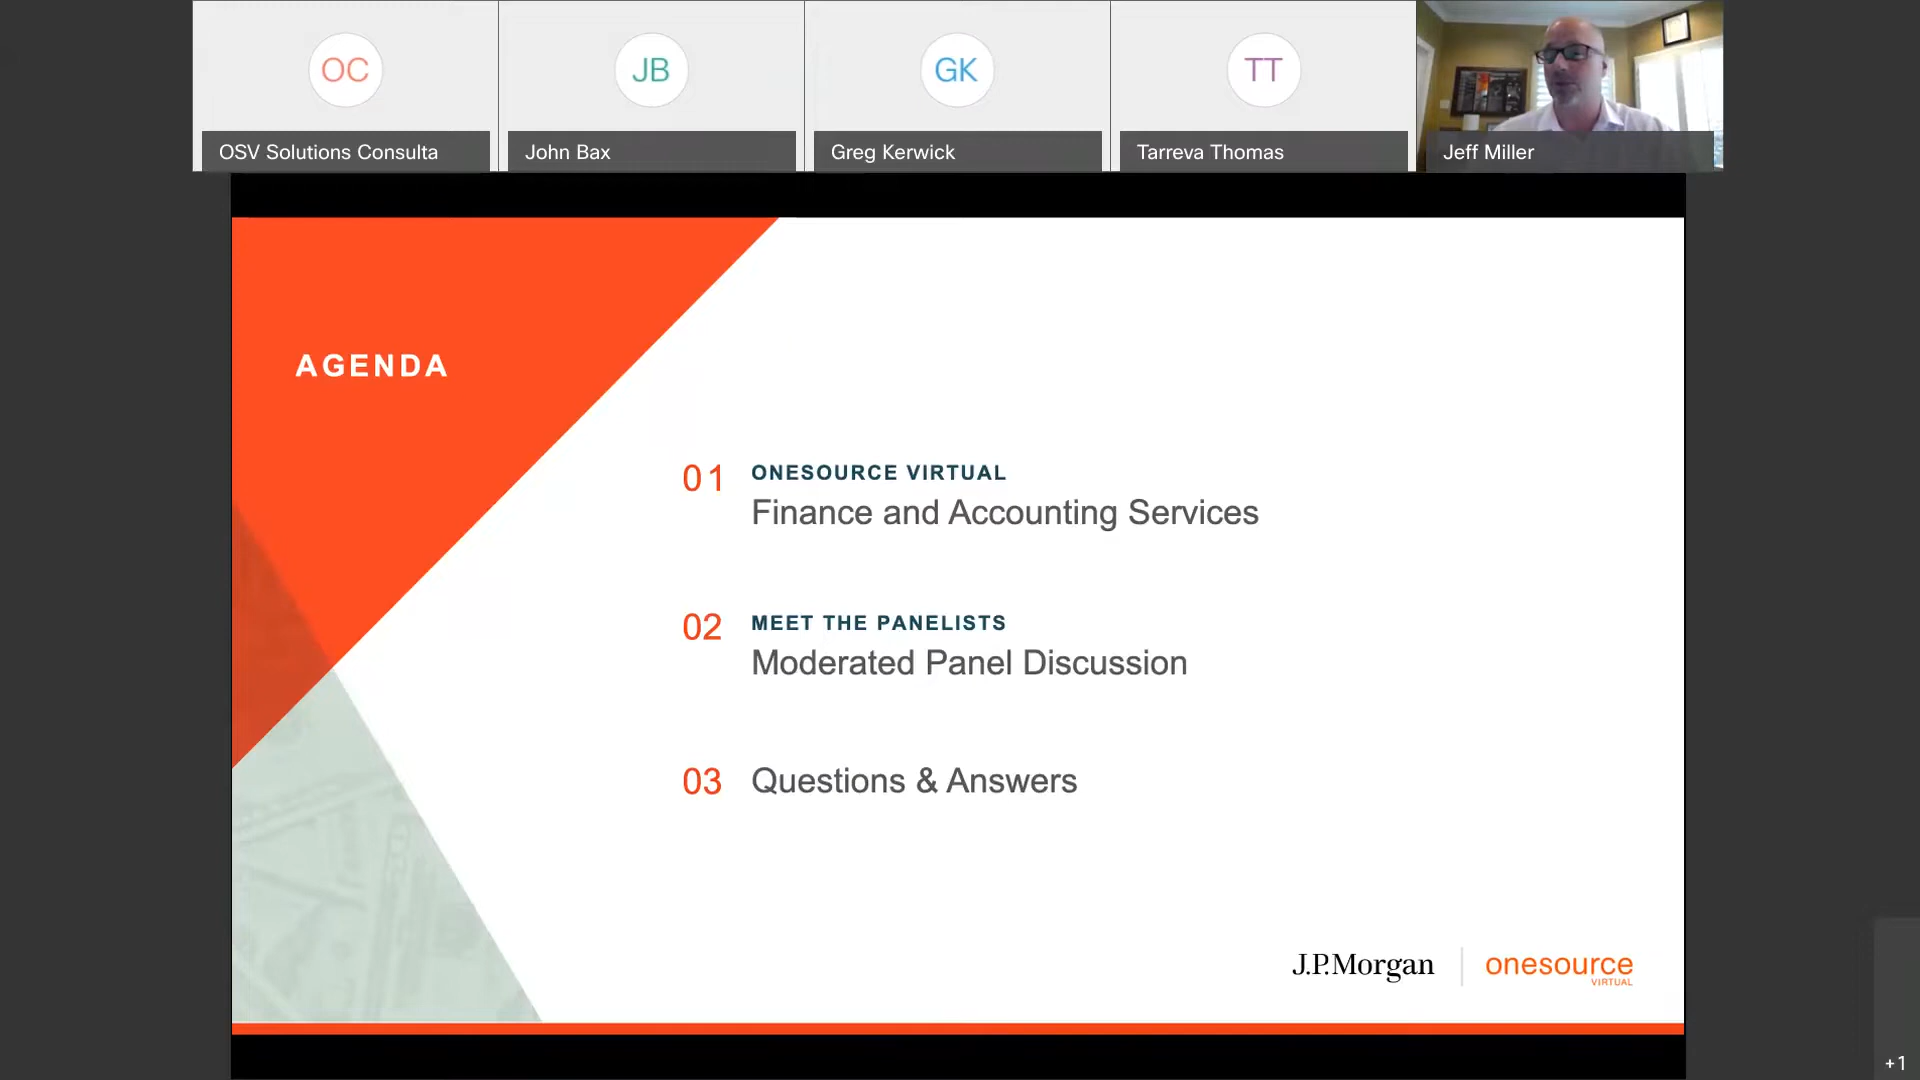 OC
JB
GK
TT
OSV Solutions Consulta
John Bax
Greg Kerwick
Tarreva Thomas
Jeff Miller
AGENDA
01
ONESOURCE VIRTUAL
Finance and Accounting Services
02
MEET THE PANELISTS
Moderated Panel Discussion
03
Questions & Answers
J.P.Morgan
onesource
VIRTUAL
+1